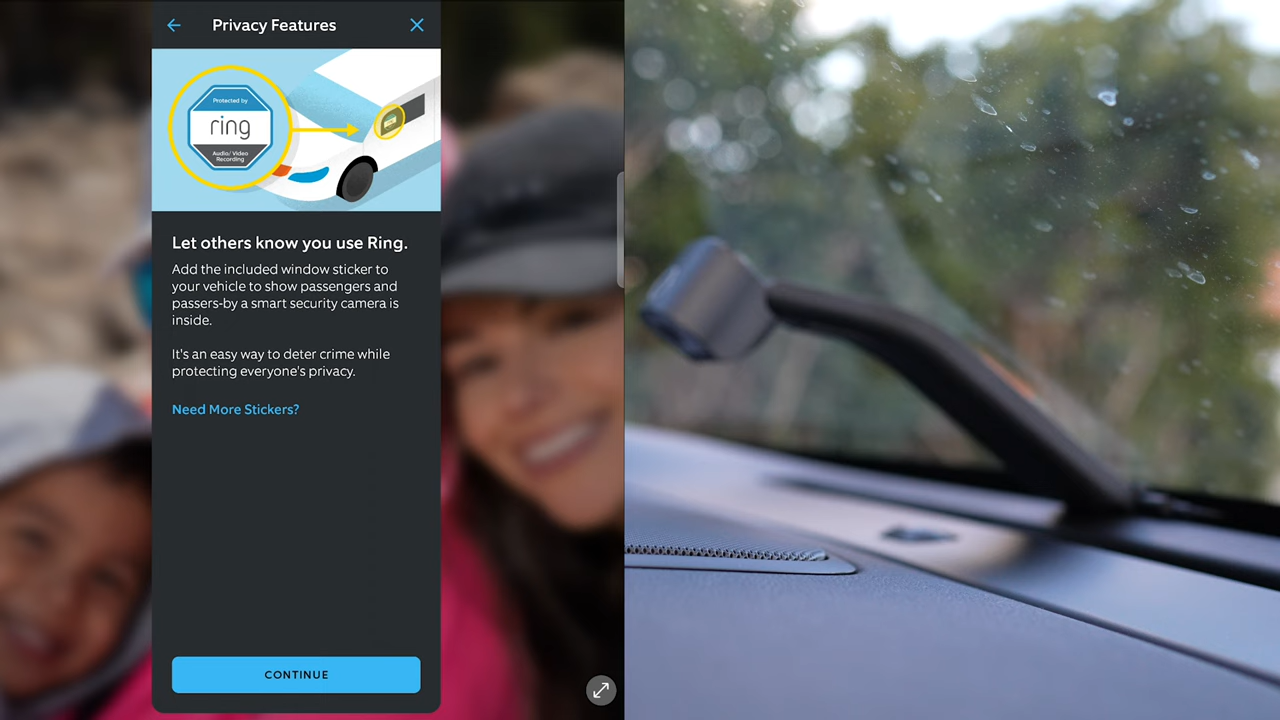 Privacy Features
Protected by
ring
Audio/ Video
Recording
Let others know you use Ring.
Add the included window sticker to
your vehicle to show passengers and
passers-by a smart security camera is
inside.
It's an easy way to deter crime while
protecting everyone's privacy.
Need More Stickers?
CONTINUE